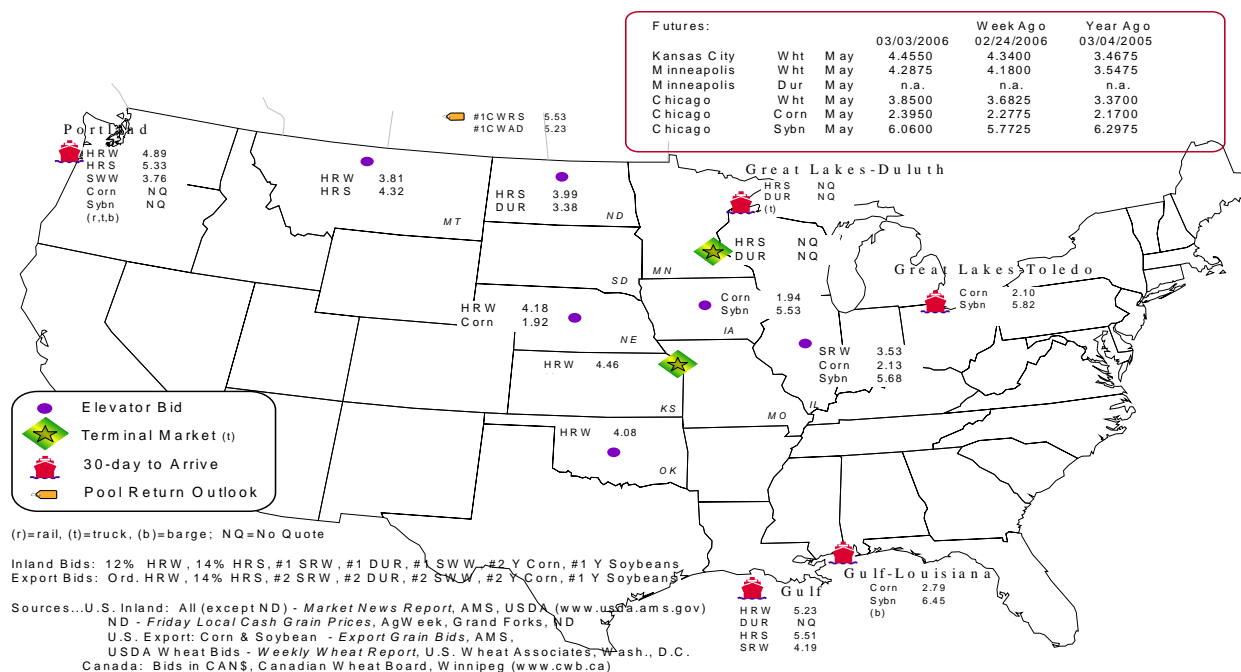 Futures: Week Ago Year Ago
03/03/2006 02/24/2006 03/04/2005
Kansas City Wht May 4.4550 4.3400 3.4675
Minneapolis Wht May 4.2875 4.1800 3.5475
Minneapolis Dur May n.a. n.a. n.a.
Chicago Wht May 3.8500 3.6825 3.3700
Chicago Corn May 2.3950 2.2775 2.1700
Chicago Sybn May 6.0600 5.7725 6.2975
#1CWRS 5.53
#1CWAD 5.23
Portland
HRW 4.89
HRS 5.33
SWW 3.76
Corn NQ
Sybn NQ
(r,t,b)
HRW 3.81
HRS 4.32
MT
HRS 3.99
DUR 3.38
ND
Great Lakes-Duluth
HRS NQ
DUR NQ
(t)
HRS NQ
DUR NQ
MN
SD
Great Lakes-Toledo
Corn 2.10
Sybn 5.82
HRW 4.18
Corn 1.92
NE
Corn 1.94
Sybn 5.53
IA
SRW 3.53
Corn 2.13
Sybn 5.68
IL
HRW 4.46
KS
MO
HRW 4.08
OK
Elevator Bid
Terminal Market (t)
30-day to Arrive
Pool Return Outlook
(r)=rail, (t)=truck, (b)=barge; NQ=No Quote
Inland Bids: 12% HRW, 14% HRS, #1 SRW, #1 DUR, #1 SWW, #2 Y Corn, #1 Y Soybeans
Export Bids: Ord. HRW, 14% HRS, #2 SRW, #2 DUR, #2 SWW, #2 Y Corn, #1 Y Soybeans
Gulf-Louisiana
Corn 2.79
Sybn 6.45
(b)
Gulf
HRW 5.23
DUR NQ
HRS 5.51
SRW 4.19
Sources...U.S. Inland: All (except ND) - Market News Report, AMS, USDA (www.usda.ams.gov)
ND - Friday Local Cash Grain Prices, AgWeek, Grand Forks, ND
U.S. Export: Corn & Soybean - Export Grain Bids, AMS,
USDA Wheat Bids - Weekly Wheat Report, U.S. Wheat Associates, Wash., D.C.
Canada: Bids in CAN$, Canadian Wheat Board, Winnipeg (www.cwb.ca)